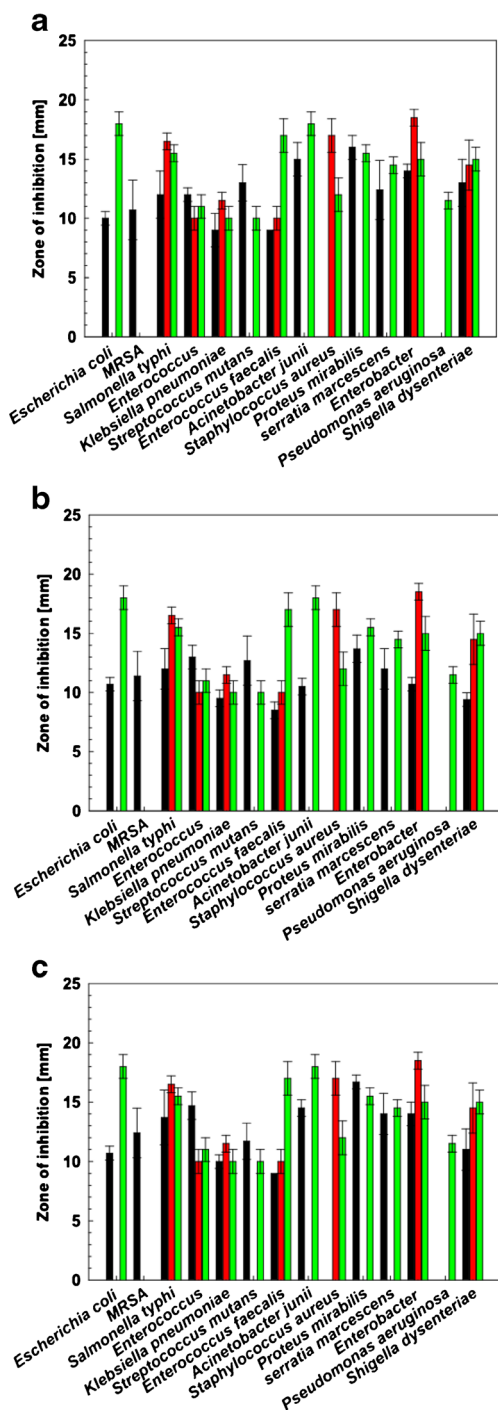 a
25
20
15
10
5
0
Zone of inhibition [mm]
Escherichia coli
MRSA
Salmonella typhi
Enterococcus
Klebsiella pneumoniae
Streptococcus mutans
Enterococcus faecalis
Acinetobacter junii
Staphylococcus aureus
Proteus mirabilis
serratia marcescens
Enterobacter
Pseudomonas aeruginosa
Shigella dysenteriae
b
25
20
15
10
5
0
Zone of inhibition [mm]
Escherichia coli
MRSA
Salmonella typhi
Enterococcus
Klebsiella pneumoniae
Streptococcus mutans
Enterococcus faecalis
Acinetobacter junii
Staphylococcus aureus
Proteus mirabilis
serratia marcescens
Enterobacter
Pseudomonas aeruginosa
Shigella dysenteriae
c
25
20
15
10
5
0
Zone of inhibition [mm]
Escherichia coli
MRSA
Salmonella typhi
Enterococcus
Klebsiella pneumoniae
Streptococcus mutans
Enterococcus faecalis
Acinetobacter junii
Staphylococcus aureus
Proteus mirabilis
serratia marcescens
Enterobacter
Pseudomonas aeruginosa
Shigella dysenteriae